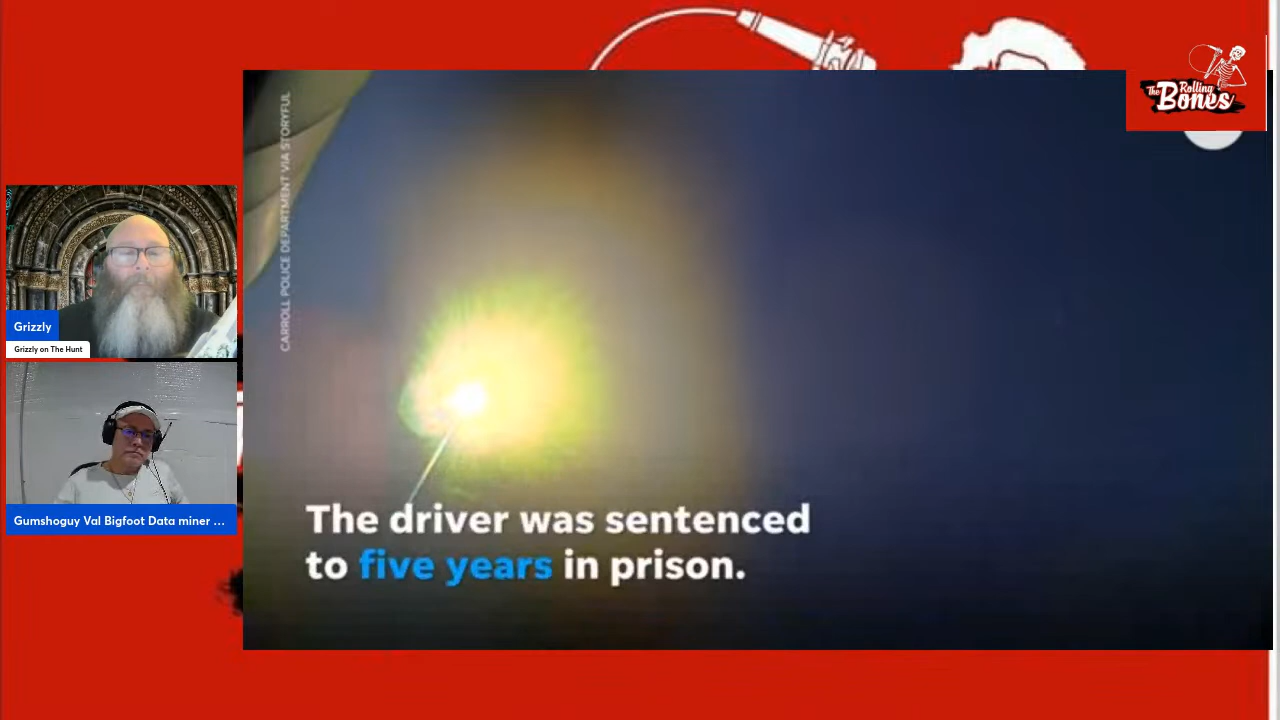 The Rolling
Bones
CARROLL POLICE DEPARTMENT VIA STORYFUL
Grizzly
Grizzly on The Hunt
Gumshoguy Val Bigfoot Data miner ...
The driver was sentenced
to five years in prison.